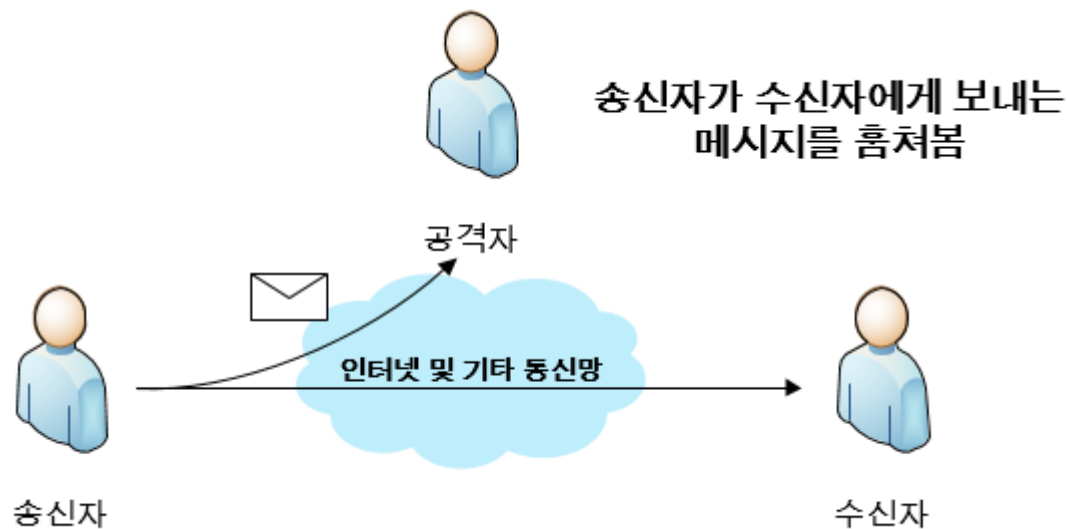 송신자가 수신자에게 보내는
메시지를 훔쳐봄
공격자
인터넷 및 기타 통신망
송신자
수신자